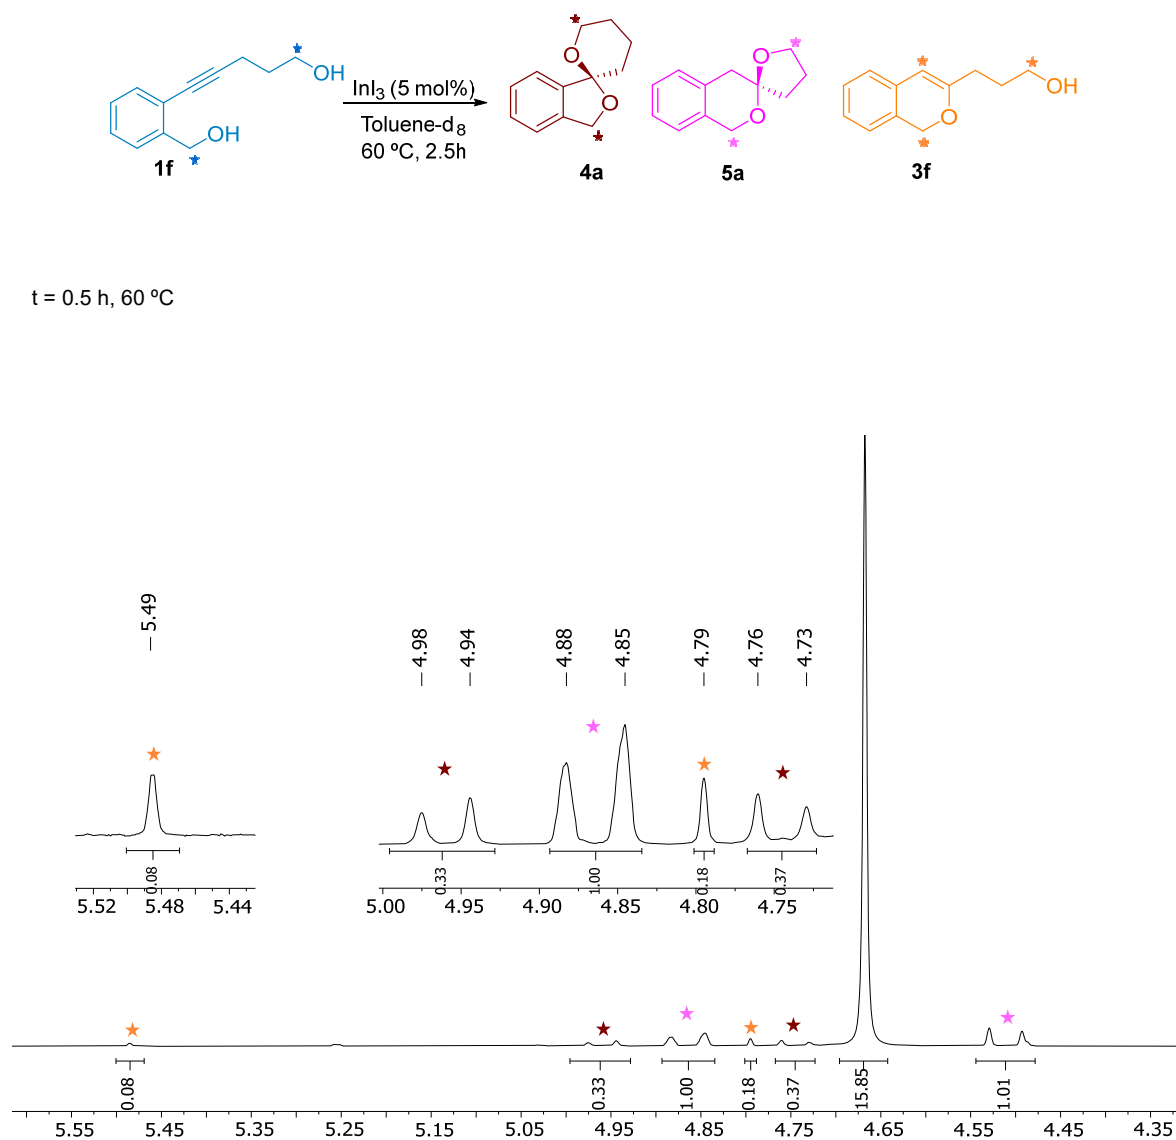 OH
OH
1f
InI3 (5 mol%)
Toluene-d8
60 ºC, 2.5h
O
O
4a
O
O
5a
O
OH
3f
t = 0.5 h, 60 ºC
5.49
4.98
4.94
4.88
4.85
4.79
4.76
4.73
0.08
0.33
1.00
0.18
0.37
5.52 5.48 5.44
5.00 4.95 4.90 4.85 4.80 4.75
0.08
0.33
1.00
0.18
0.37
15.85
1.01
5.55 5.45 5.35 5.25 5.15 5.05 4.95 4.85 4.75 4.65 4.55 4.45 4.35